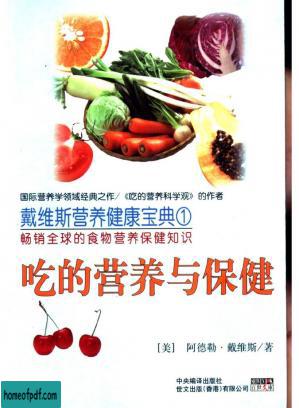 国际营养学领域经典之作/《吃的营养科学观》的作者
戴维斯营养健康宝典①
畅销全球的食物营养保健知识
吃的营养与保健
[美] 阿德勒·戴维斯/著
中央编译出版社
世文出版(香港)有限公司
homeofpdf.com